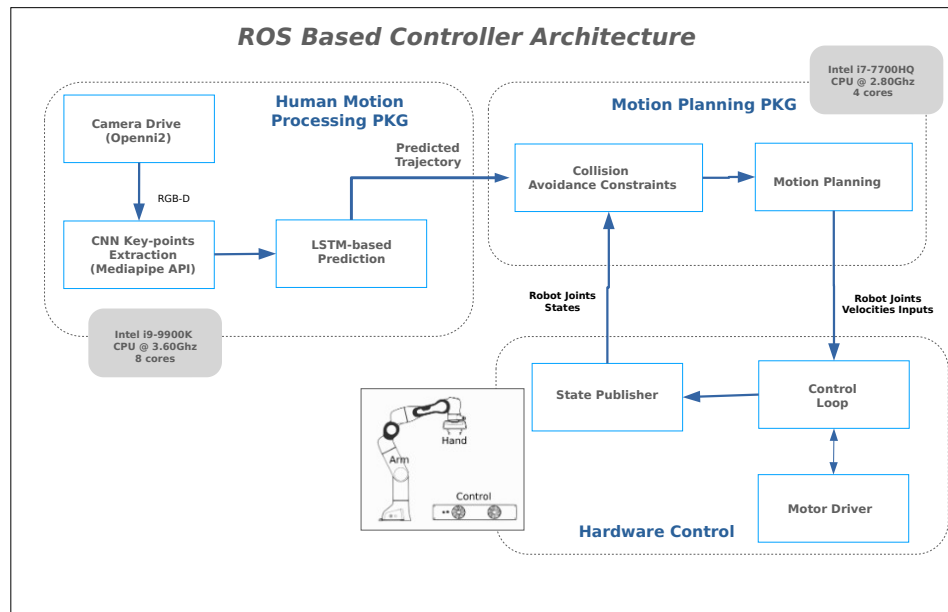 ROS Based Controller Architecture
Intel i7-7700HQ
CPU @ 2.80Ghz
4 cores
Human Motion
Processing PKG
Motion Planning PKG
Camera Drive
(Openni2)
Predicted
Trajectory
Collision
Avoidance Constraints
Motion Planning
RGB-D
CNN Key-points
Extraction
(Mediapipe API)
LSTM-based
Prediction
Robot Joints
States
Robot Joints
Velocities Inputs
Intel i9-9900K
CPU @ 3.60Ghz
8 cores
State Publisher
Control
Loop
Hand
Arm
Control
Motor Driver
Hardware Control